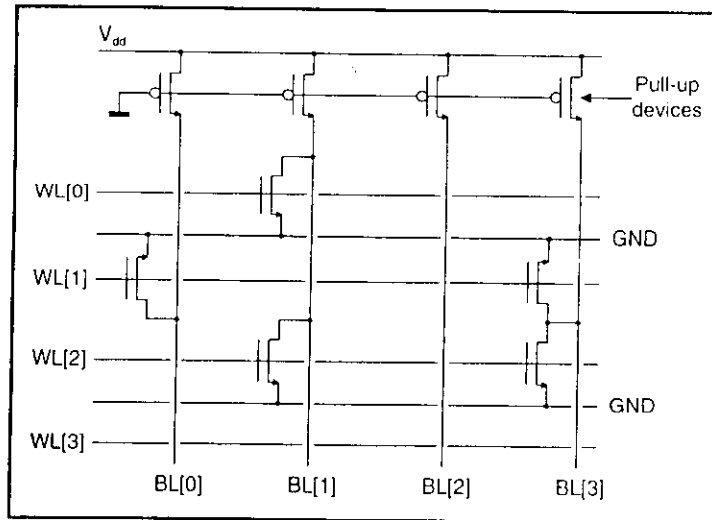 V_dd
Pull-up
devices
WL[0]
GND
WL[1]
WL[2]
GND
WL[3]
BL[0] BL[1] BL[2] BL[3]